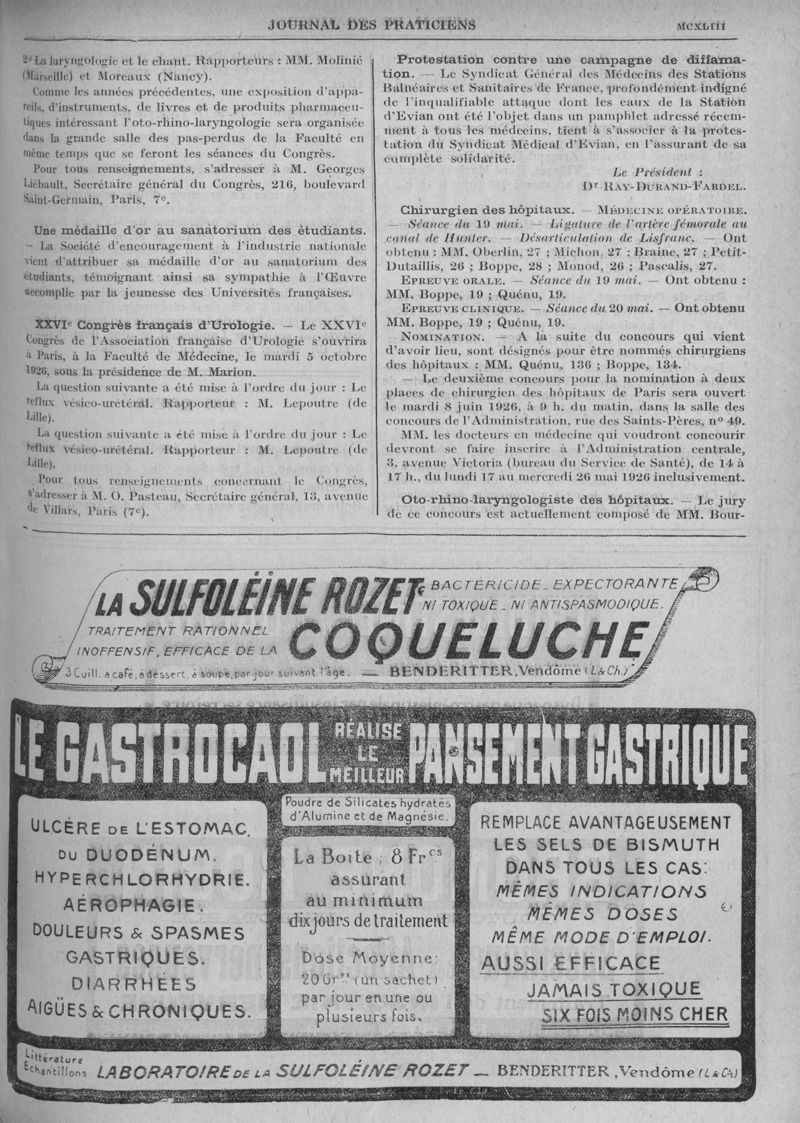 JOURNAL DES PRATICIENS
MCXLIII
2º La laryngologie et le chant. Rapporteurs : MM. Molinié
(Marseille) et Moreaux (Nancy).
Comme les années précédentes, une exposition d'appa-
reils, d'instruments, de livres et de produits pharmaceu-
tiques intéressant l'oto-rhino-laryngologie sera organisée
dans la grande salle des pas-perdus de la Faculté en
même temps que se feront les séances du Congrès.
Pour tous renseignements, s'adresser à M. Georges
Liébault, Secrétaire général du Congrès, 216, boulevard
Saint-Germain, Paris, 7e.
Une médaille d'or au sanatorium des étudiants.
— La Société d'encouragement à l'industrie nationale
vient d'attribuer sa médaille d'or au sanatorium des
étudiants, témoignant ainsi sa sympathie à l'Œuvre
accomplie par la jeunesse des Universités françaises.
XXVIe Congrès français d'Urologie. — Le XXVIe
Congrès de l'Association française d'Urologie s'ouvrira
à Paris, à la Faculté de Médecine, le mardi 5 octobre
1926, sous la présidence de M. Marion.
La question suivante a été mise à l'ordre du jour : Le
reflux vésico-urétéral. Rapporteur : M. Lepoutre (de
Lille).
La question suivante a été mise à l'ordre du jour : Le
reflux vésico-urétéral. Rapporteur : M. Lepoutre (de
Lille).
Pour tous renseignements concernant le Congrès,
s'adresser à M. O. Pasteau, Secrétaire général, 13, avenue
de Villars, Paris (7e).
Protestation contre une campagne de diffama-
tion. — Le Syndicat Général des Médecins des Stations
Balnéaires et Sanitaires de France, profondément indigné
de l'inqualifiable attaque dont les eaux de la Station
d'Evian ont été l'objet dans un pamphlet adressé récem-
ment à tous les médecins, tient à s'associer à la protes-
tation du Syndicat Médical d'Evian, en l'assurant de sa
complète solidarité.
Le Président :
Dr RAY-DURAND-FARDEL.
Chirurgien des hôpitaux. — MÉDECINE OPÉRATOIRE.
— Séance du 19 mai. — Ligature de l'artère fémorale au
canal de Hunter. — Désarticulation de Lisfranc. — Ont
obtenu : MM. Oberlin, 27 ; Michon, 27 ; Braine, 27 ; Petit-
Dutaillis, 26 ; Boppe, 28 ; Monod, 26 ; Pascalis, 27.
EPREUVE ORALE. — Séance du 19 mai. — Ont obtenu :
MM. Boppe, 19 ; Quénu, 19.
EPREUVE CLINIQUE. — Séance du 20 mai. — Ont obtenu
MM. Boppe, 19 ; Quénu, 19.
NOMINATION. — A la suite du concours qui vient
d'avoir lieu, sont désignés pour être nommés chirurgiens
des hôpitaux : MM. Quénu, 136 ; Boppe, 134.
— Le deuxième concours pour la nomination à deux
places de chirurgien des hôpitaux de Paris sera ouvert
le mardi 8 juin 1926, à 9 h. du matin, dans la salle des
concours de l'Administration, rue des Saints-Pères, nº 49.
MM. les docteurs en médecine qui voudront concourir
devront se faire inscrire à l'Administration centrale,
3, avenue Victoria (bureau du Service de Santé), de 14 à
17 h., du lundi 17 au mercredi 26 mai 1926 inclusivement.
Oto-rhino-laryngologiste des hôpitaux. — Le jury
de ce concours est actuellement composé de MM. Bour-
LA SULFOLÉINE ROZET
BACTÉRICIDE - EXPECTORANTE
NI TOXIQUE - NI ANTISPASMODIQUE.
TRAITEMENT RATIONNEL
INOFFENSIF, EFFICACE DE LA
COQUELUCHE
3 Cuill. à café, à dessert, à soupe, par jour suivant l'âge. — BENDERITTER, Vendôme (L & Ch.)
LE GASTROCAOL
RÉALISE
LE
MEILLEUR
PANSEMENT GASTRIQUE
ULCÈRE DE L'ESTOMAC,
DU DUODÉNUM.
HYPERCHLORHYDRIE.
AÉROPHAGIE.
DOULEURS & SPASMES
GASTRIQUES.
DIARRHÉES
AIGÜES & CHRONIQUES.
Poudre de Silicates hydratés
d'Alumine et de Magnésie.
La Boite : 8 Frcs
assurant
au minimum
dix jours de traitement
Dose Moyenne:
20 Grs (un sachet)
par jour en une ou
plusieurs fois.
REMPLACE AVANTAGEUSEMENT
LES SELS DE BISMUTH
DANS TOUS LES CAS:
MÊMES INDICATIONS
MÊMES DOSES
MÊME MODE D'EMPLOI.
AUSSI EFFICACE
JAMAIS TOXIQUE
SIX FOIS MOINS CHER
Littérature
Échantillons
LABORATOIRE DE LA SULFOLÉINE ROZET — BENDERITTER, Vendôme (L & Ch)